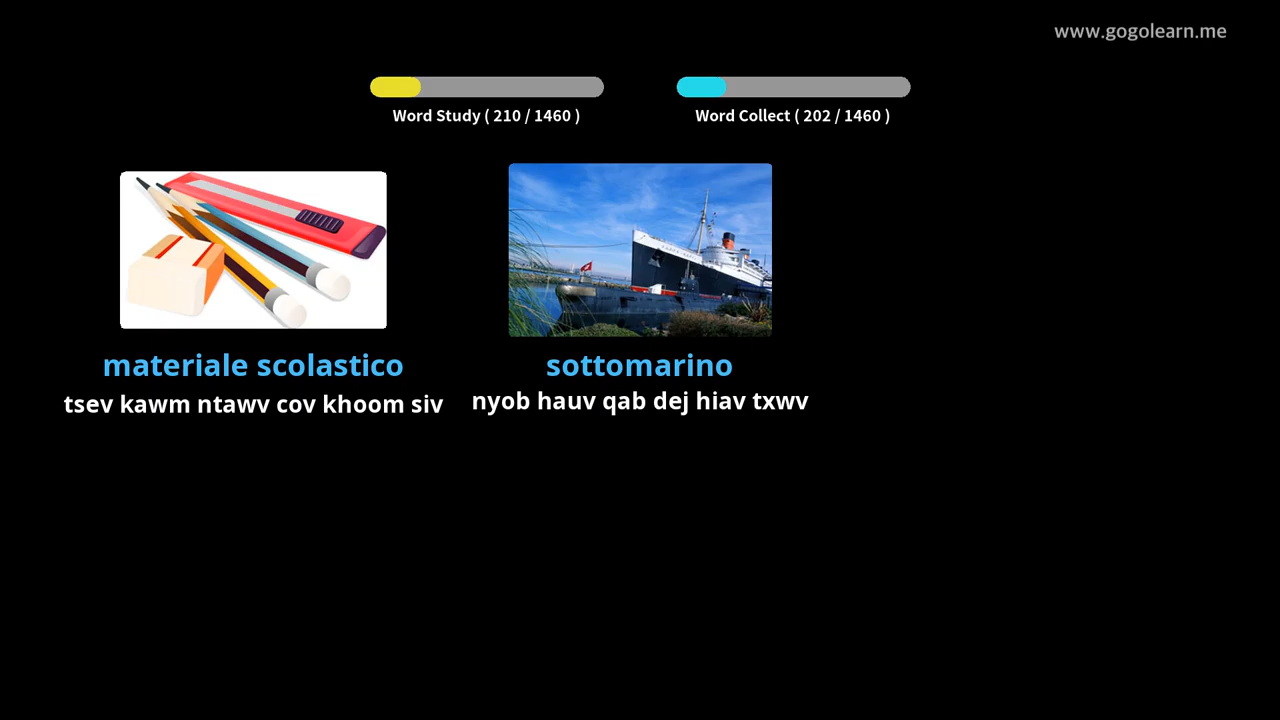 www.gogolearn.me
Word Study ( 210 / 1460 )
Word Collect ( 202 / 1460 )
materiale scolastico
tsev kawm ntawv cov khoom siv
sottomarino
nyob hauv qab dej hiav txwv